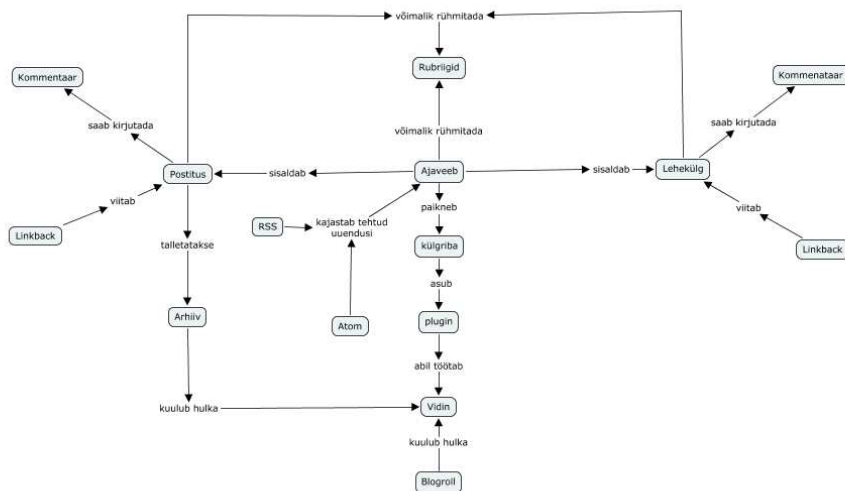 võimalik rühmitada
Rubriigid
Kommentaar
Kommenataar
saab kirjutada
saab kirjutada
võimalik rühmitada
Postitus
sisaldab
Ajaveeb
sisaldab
Lehekülg
viitab
paikneb
viitab
Linkback
RSS
kajastab tehtud
uuendusi
külgriba
Linkback
talletatakse
asub
Arhiiv
Atom
plugin
abil töötab
kuulub hulka
Vidin
kuulub hulka
Blogroll